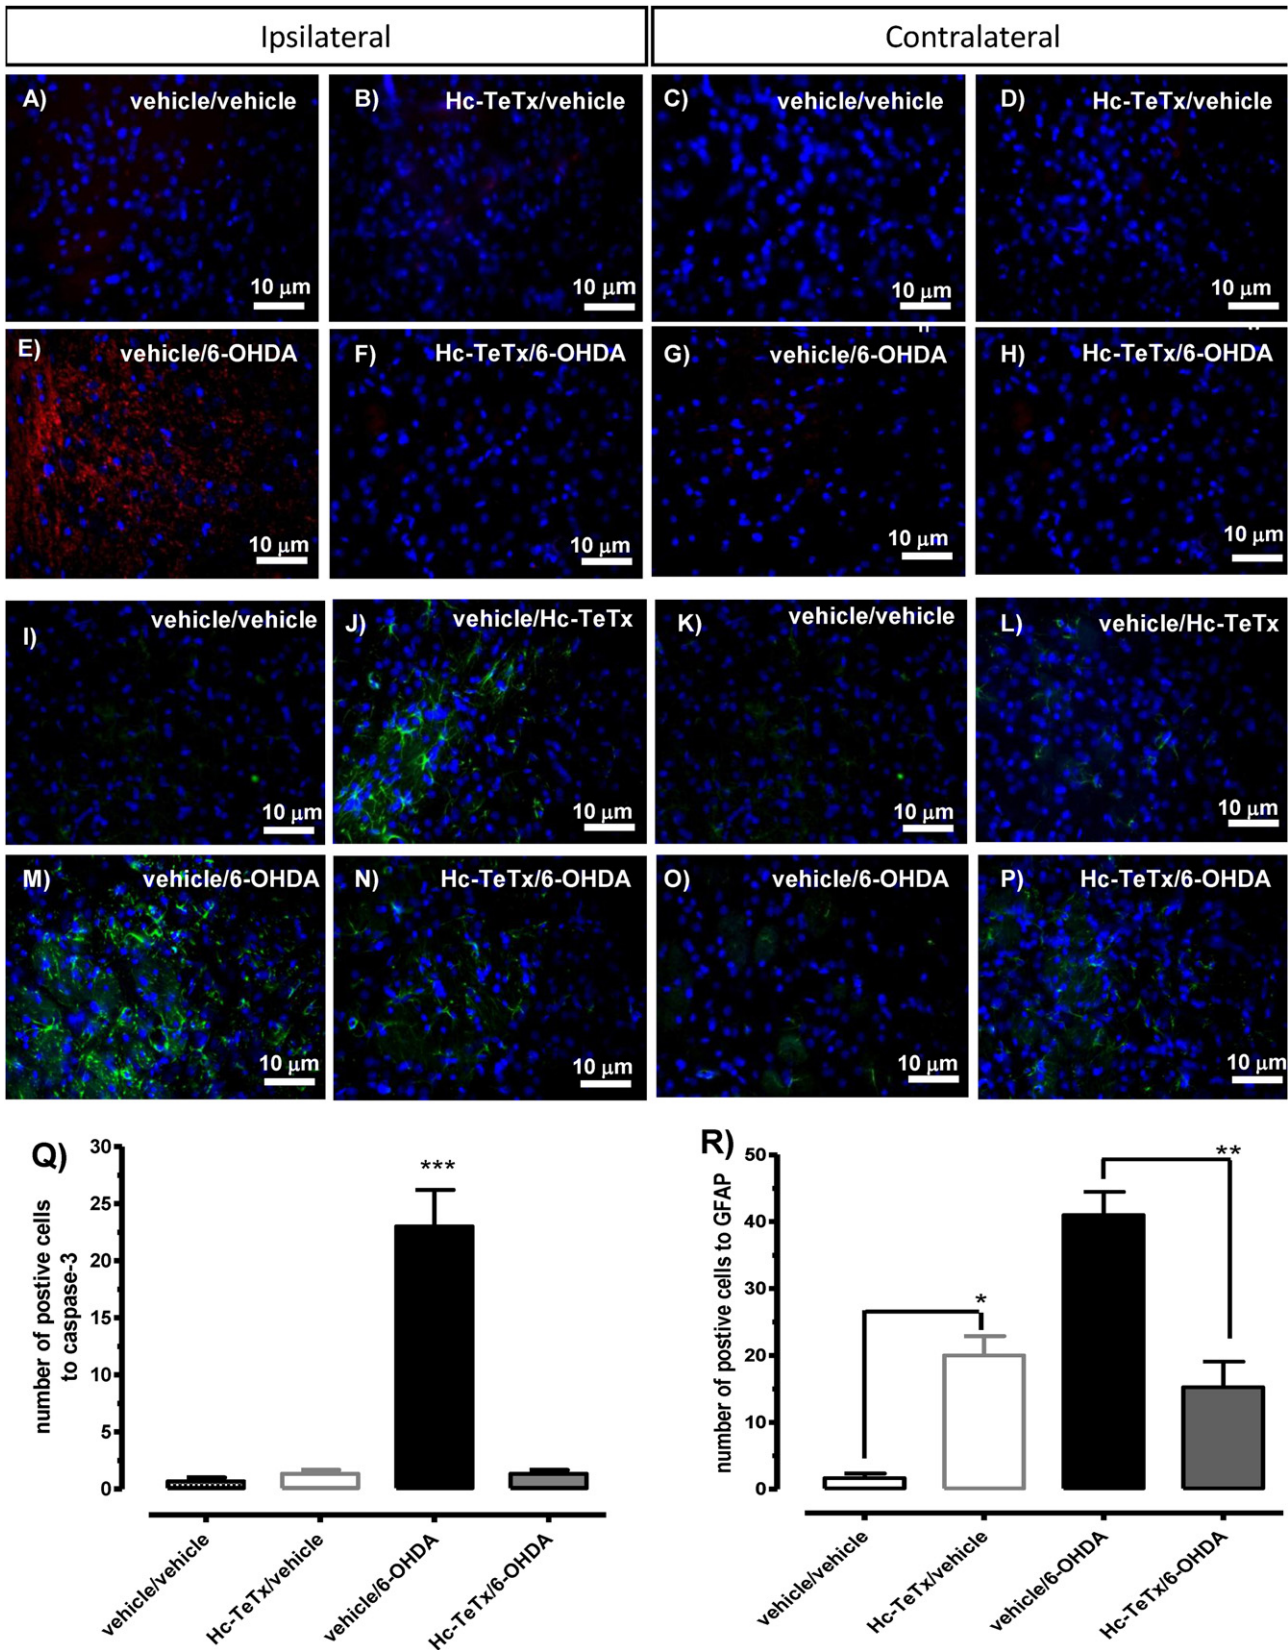 Ipsilateral
Contralateral
A) vehicle/vehicle
10 μm
B) Hc-TeTx/vehicle
10 μm
C) vehicle/vehicle
10 μm
D) Hc-TeTx/vehicle
10 μm
E) vehicle/6-OHDA
10 μm
F) Hc-TeTx/6-OHDA
10 μm
G) vehicle/6-OHDA
10 μm
H) Hc-TeTx/6-OHDA
10 μm
I) vehicle/vehicle
10 μm
J) vehicle/Hc-TeTx
10 μm
K) vehicle/vehicle
10 μm
L) vehicle/Hc-TeTx
10 μm
M) vehicle/6-OHDA
10 μm
N) Hc-TeTx/6-OHDA
10 μm
O) vehicle/6-OHDA
10 μm
P) Hc-TeTx/6-OHDA
10 μm
Q)
number of postive cells
to caspase-3
30
25
20
15
10
5
0
***
vehicle/vehicle
Hc-TeTx/vehicle
vehicle/6-OHDA
Hc-TeTx/6-OHDA
R)
number of postive cells to GFAP
50
40
30
20
10
0
*
**
vehicle/vehicle
Hc-TeTx/vehicle
vehicle/6-OHDA
Hc-TeTx/6-OHDA